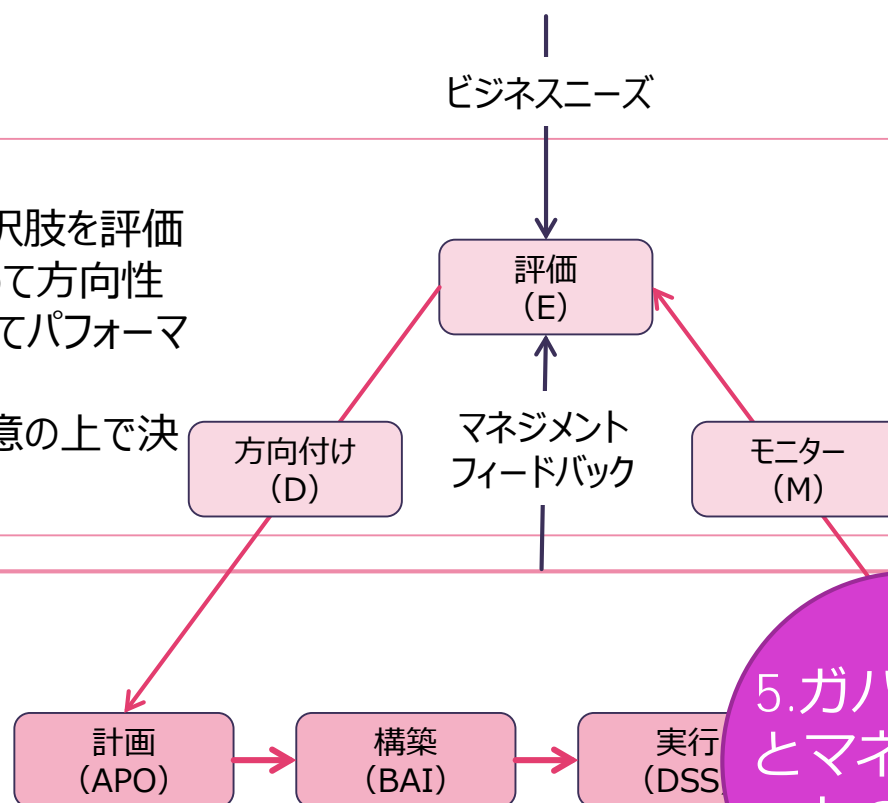 ビジネスニーズ
択肢を評価
って方向性
てパフォーマ
意の上で決
評価
（E）
マネジメント
フィードバック
方向付け
（D）
モニター
（M）
計画
（APO）
構築
（BAI）
実行
（DSS
5.ガバ
とマネ